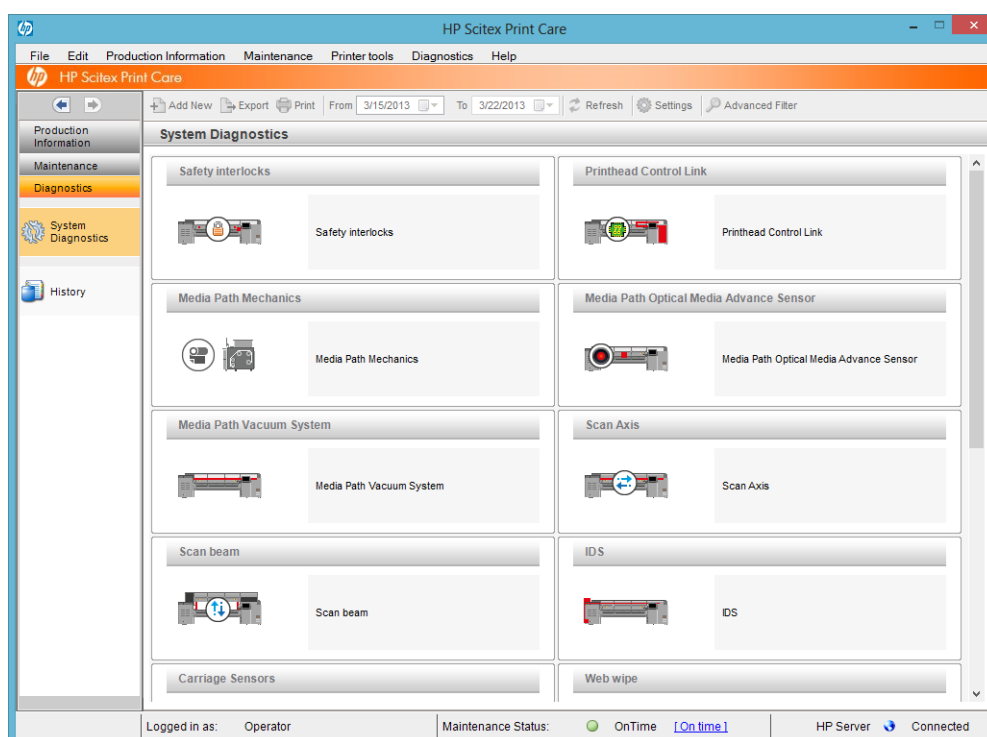 HP Scitex Print Care
File Edit Production Information Maintenance Printer tools Diagnostics Help
hp HP Scitex Print Care
Add New Export Print From 3/15/2013 To 3/22/2013 Refresh Settings Advanced Filter
Production
Information
Maintenance
Diagnostics
System
Diagnostics
History
System Diagnostics
Safety interlocks
Safety interlocks
Printhead Control Link
Printhead Control Link
Media Path Mechanics
Media Path Mechanics
Media Path Optical Media Advance Sensor
Media Path Optical Media Advance Sensor
Media Path Vacuum System
Media Path Vacuum System
Scan Axis
Scan Axis
Scan beam
Scan beam
IDS
IDS
Carriage Sensors
Web wipe
Logged in as: Operator Maintenance Status: OnTime [ On time ] HP Server Connected